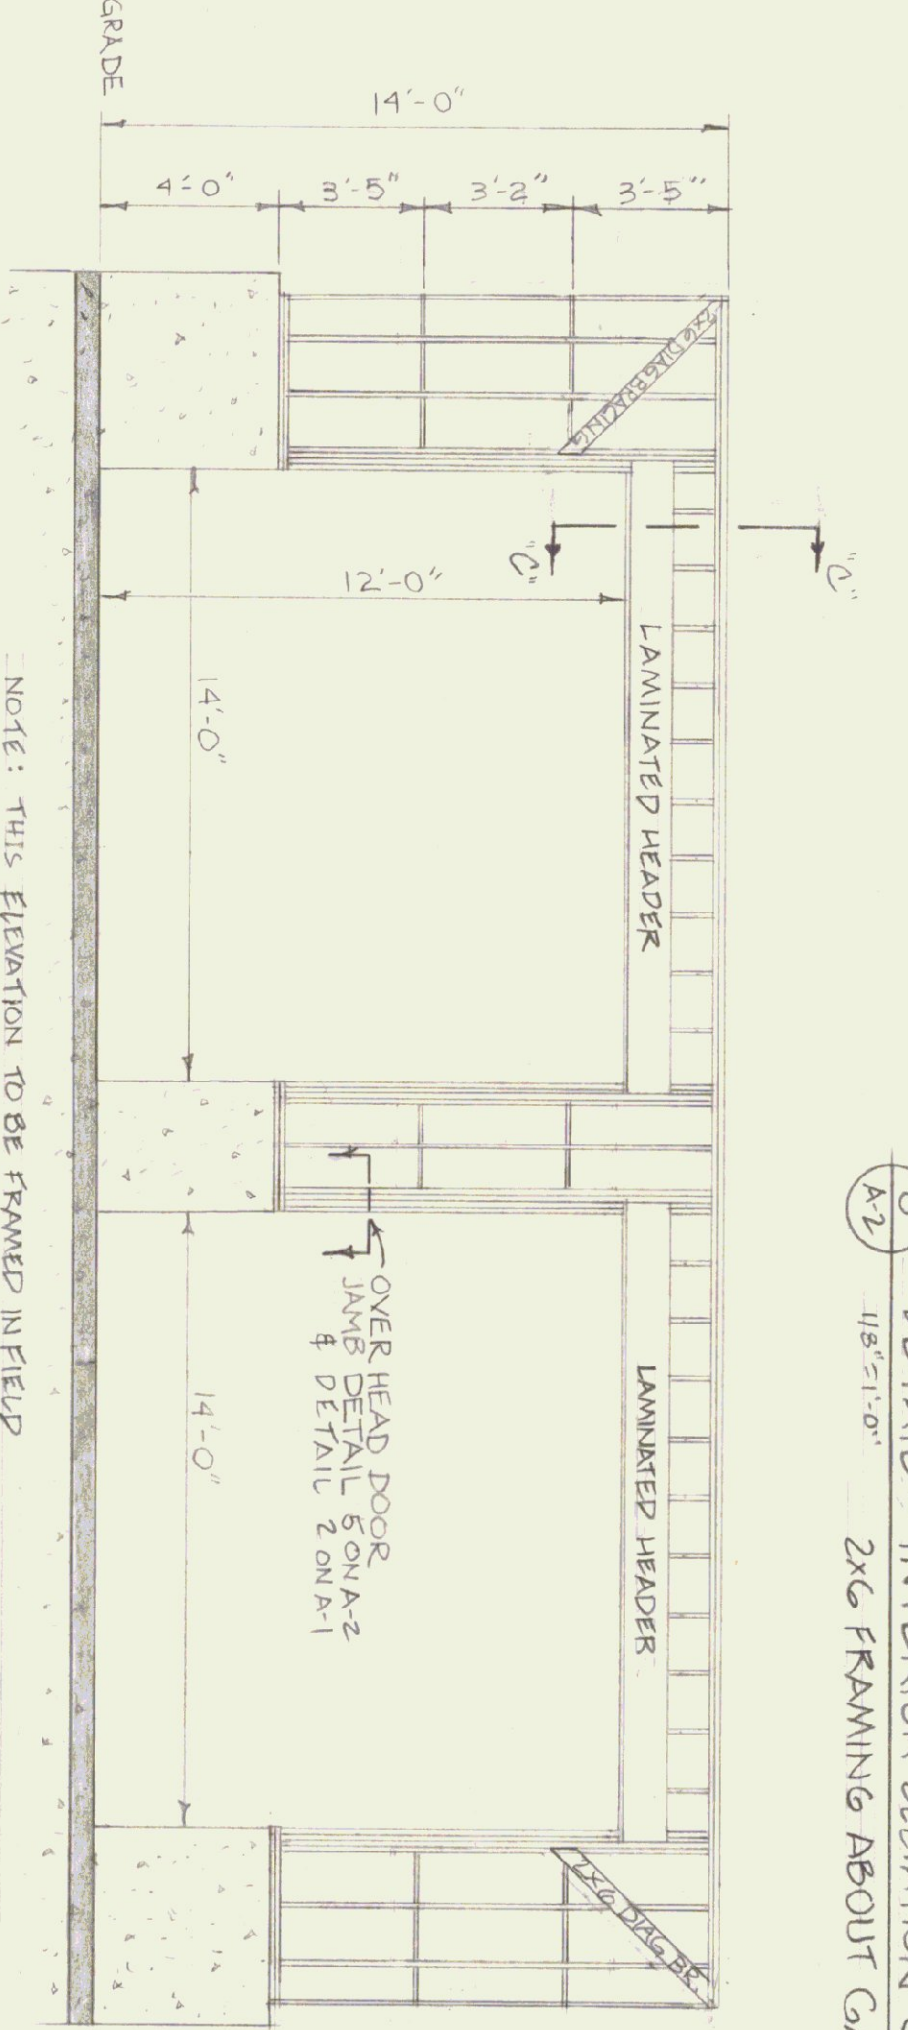 INTERIOR
A-2 1/8"=1'-0" 2X6 FRAMING ABOUT
"C"
3'-5"
3'-2"
3'-5"
4'-0"
14'-0"
GRADE
2X6 DIAG BRACING
LAMINATED HEADER
LAMINATED HEADER
2X6 DIAG. BR.
"C"
12'-0"
OVER HEAD DOOR
JAMB DETAIL 5 ON A-2
& DETAIL 2 ON A-1
14'-0"
14'-0"
NOTE: THIS ELEVATION TO BE FRAMED IN FIELD